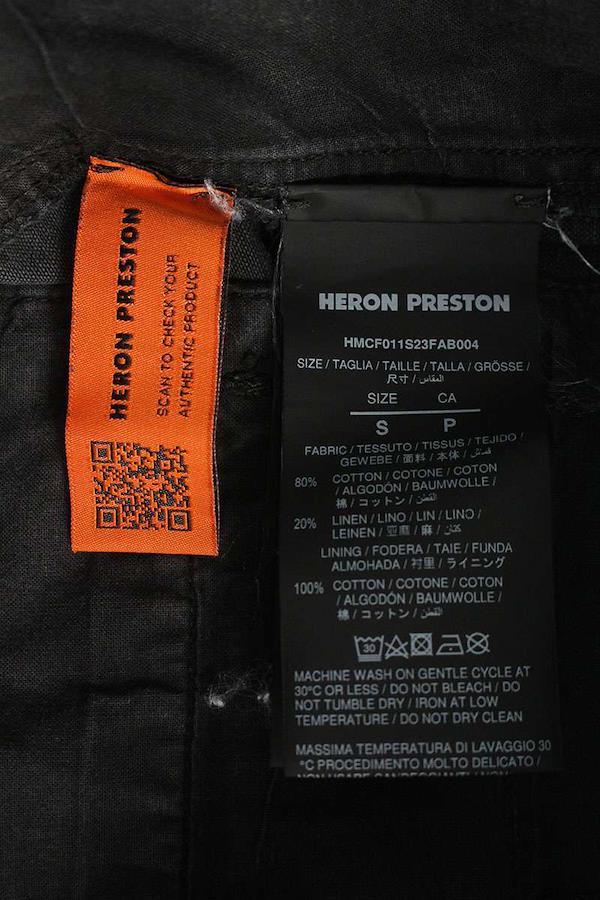 HERON PRESTON
SCAN TO CHECK YOUR
AUTHENTIC PRODUCT
HERON PRESTON
HMCF011S23FAB004
SIZE / TAGLIA / TAILLE / TALLA / GRÖSSE /
尺寸 / المقاس /
SIZE CA
S P
FABRIC / TESSUTO / TISSUS / TEJIDO /
GEWEBE / 面料 / 本体 / قماش
80% COTTON / COTONE / COTON
/ ALGODÓN / BAUMWOLLE /
棉 / コットン / القطن
20% LINEN / LINO / LIN / LINO /
LEINEN / 亚麻 / 麻 / كتان
LINING / FODERA / TAIE / FUNDA
ALMOHADA / 衬里 / ライニング
100% COTTON / COTONE / COTON
/ ALGODÓN / BAUMWOLLE /
棉 / コットン / القطن
30
MACHINE WASH ON GENTLE CYCLE AT
30°C OR LESS / DO NOT BLEACH / DO
NOT TUMBLE DRY / IRON AT LOW
TEMPERATURE / DO NOT DRY CLEAN
MASSIMA TEMPERATURA DI LAVAGGIO 30
°C PROCEDIMENTO MOLTO DELICATO /
NON USARE CANDEGGIANTI / NON